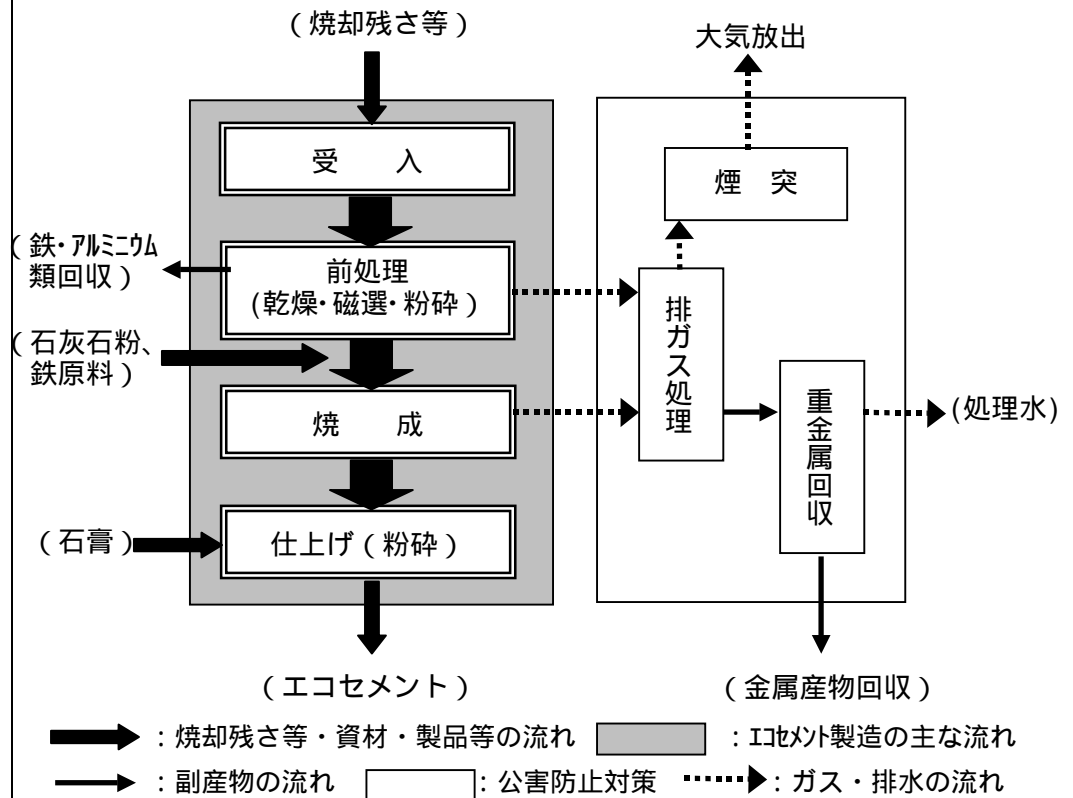 (焼却残さ等)
大気放出
受　入
煙　突
(鉄・アルミニウム
類回収)
前処理
(乾燥・磁選・粉砕)
排ガス処理
(石灰石粉、
鉄原料)
焼　成
重金属回収
(処理水)
(石膏)
仕上げ(粉砕)
(エコセメント)
(金属産物回収)
：焼却残さ等・資材・製品等の流れ
：エコセメント製造の主な流れ
：副産物の流れ
：公害防止対策
：ガス・排水の流れ